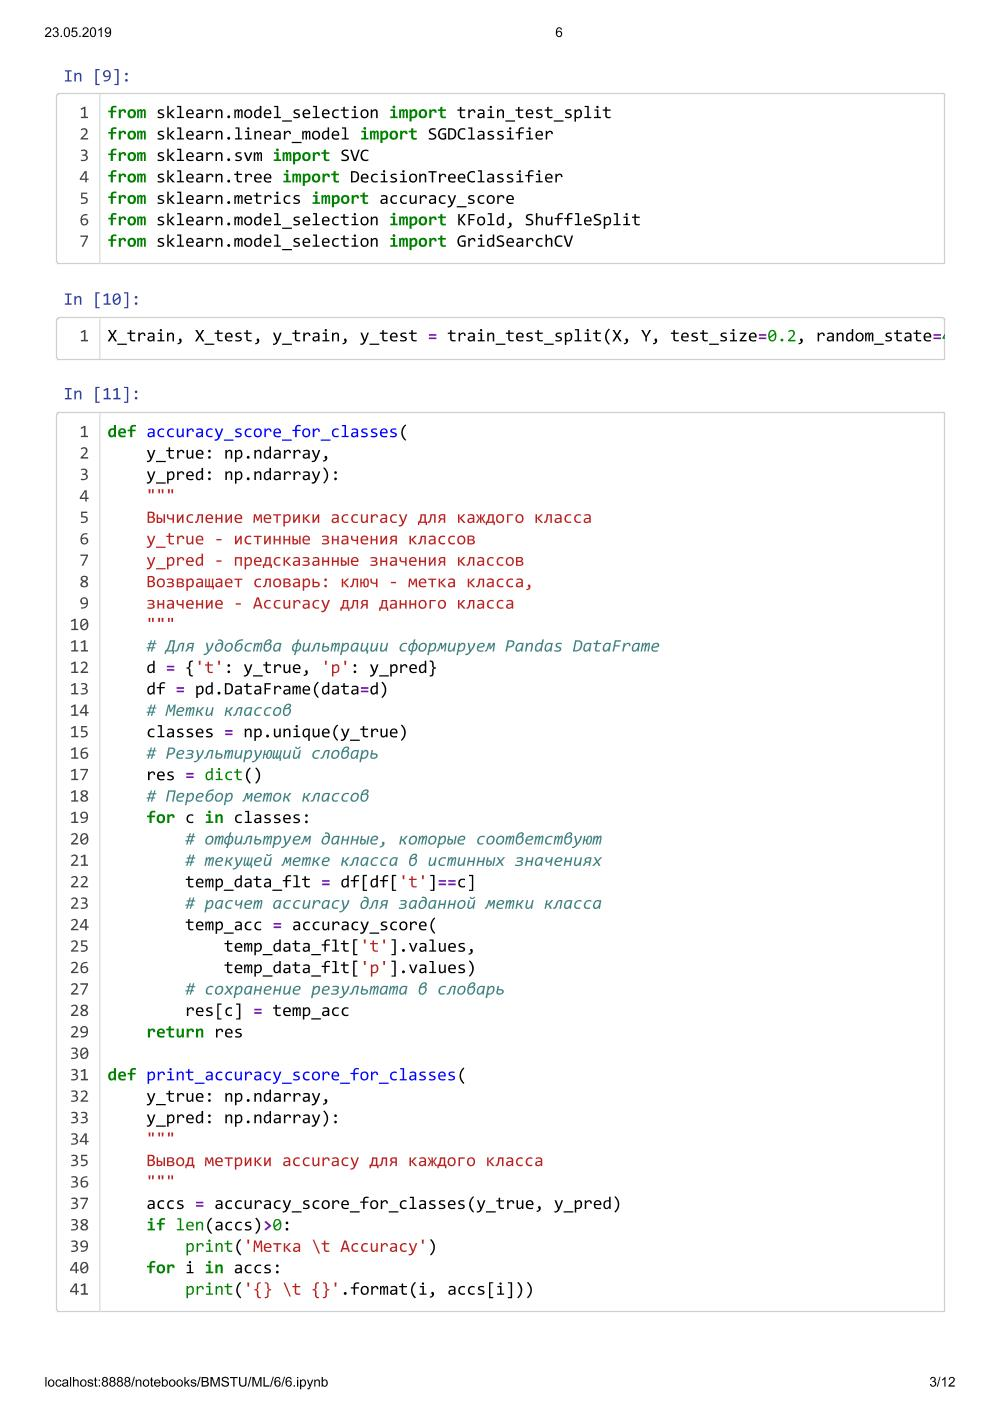 23.05.2019 6
In [9]:
1 from sklearn.model_selection import train_test_split
2 from sklearn.linear_model import SGDClassifier
3 from sklearn.svm import SVC
4 from sklearn.tree import DecisionTreeClassifier
5 from sklearn.metrics import accuracy_score
6 from sklearn.model_selection import KFold, ShuffleSplit
7 from sklearn.model_selection import GridSearchCV
In [10]:
1 X_train, X_test, y_train, y_test = train_test_split(X, Y, test_size=0.2, random_state=
In [11]:
1 def accuracy_score_for_classes(
2     y_true: np.ndarray,
3     y_pred: np.ndarray):
4     """
5     Вычисление метрики accuracy для каждого класса
6     y_true - истинные значения классов
7     y_pred - предсказанные значения классов
8     Возвращает словарь: ключ - метка класса,
9     значение - Accuracy для данного класса
10     """
11     # Для удобства фильтрации сформируем Pandas DataFrame
12     d = {'t': y_true, 'p': y_pred}
13     df = pd.DataFrame(data=d)
14     # Метки классов
15     classes = np.unique(y_true)
16     # Результирующий словарь
17     res = dict()
18     # Перебор меток классов
19     for c in classes:
20         # отфильтруем данные, которые соответствуют
21         # текущей метке класса в истинных значениях
22         temp_data_flt = df[df['t']==c]
23         # расчет accuracy для заданной метки класса
24         temp_acc = accuracy_score(
25             temp_data_flt['t'].values,
26             temp_data_flt['p'].values)
27         # сохранение результата в словарь
28         res[c] = temp_acc
29     return res
30
31 def print_accuracy_score_for_classes(
32     y_true: np.ndarray,
33     y_pred: np.ndarray):
34     """
35     Вывод метрики accuracy для каждого класса
36     """
37     accs = accuracy_score_for_classes(y_true, y_pred)
38     if len(accs)>0:
39         print('Метка \t Accuracy')
40     for i in accs:
41         print('{} \t {}'.format(i, accs[i]))
localhost:8888/notebooks/BMSTU/ML/6/6.ipynb 3/12